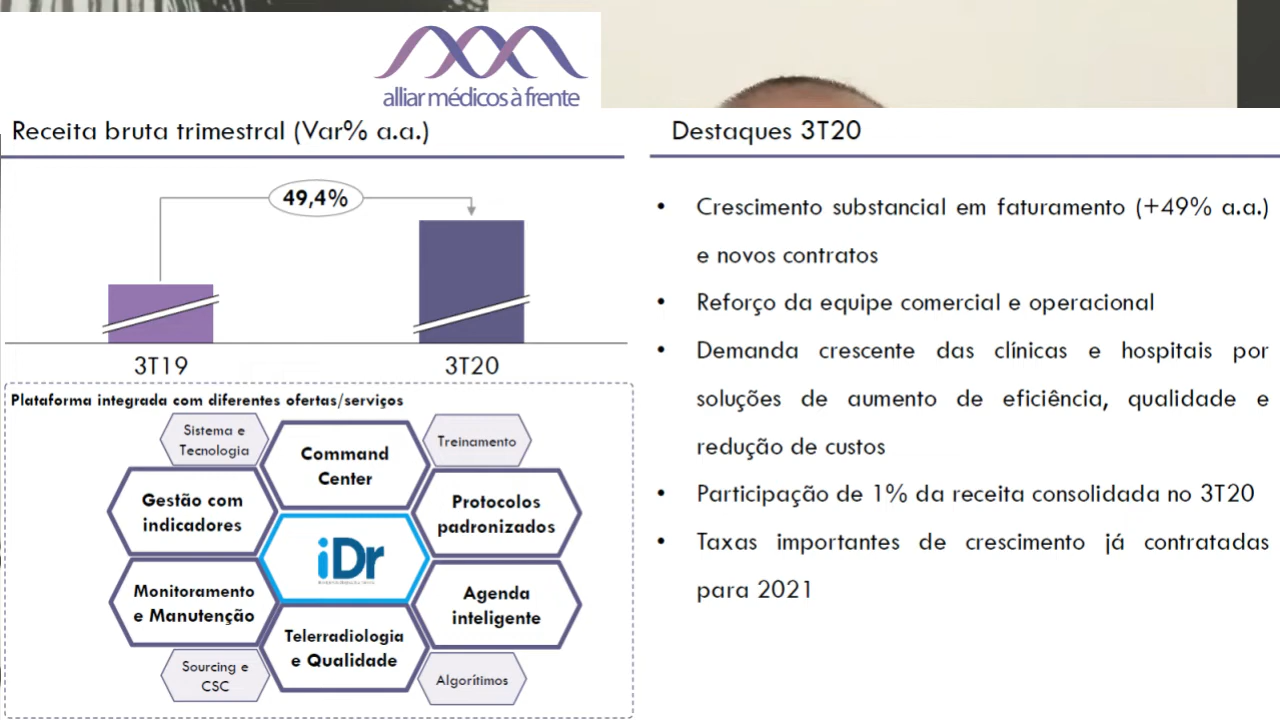 alliar médicos à frente
Receita bruta trimestral (Var% a.a.)
49,4%
3T19
3T20
Plataforma integrada com diferentes ofertas/serviços
Sistema e
Tecnologia
Command
Center
Treinamento
Gestão com
indicadores
Protocolos
padronizados
iDr
Monitoramento
e Manutenção
Agenda
inteligente
Telerradiologia
e Qualidade
Sourcing e
CSC
Algorítimos
Destaques 3T20
• Crescimento substancial em faturamento (+49% a.a.)
e novos contratos
• Reforço da equipe comercial e operacional
• Demanda crescente das clínicas e hospitais por
soluções de aumento de eficiência, qualidade e
redução de custos
• Participação de 1% da receita consolidada no 3T20
• Taxas importantes de crescimento já contratadas
para 2021